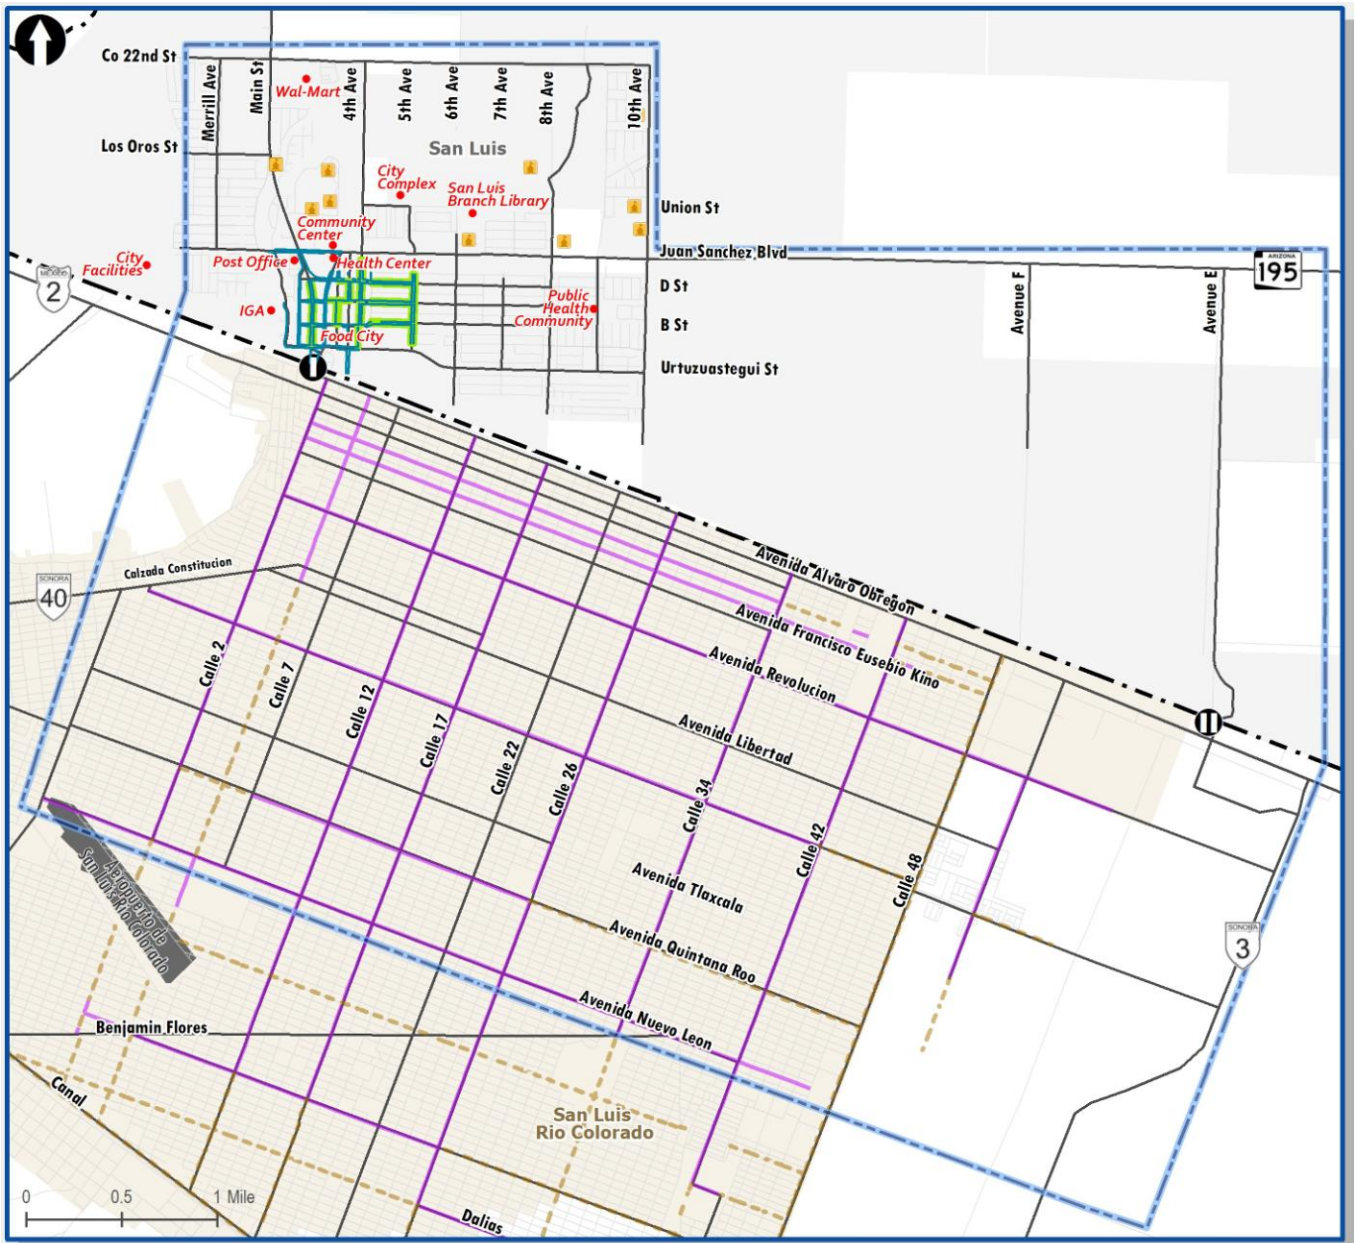 Co 22nd St
Merrill Ave
Main St
Wal-Mart
4th Ave
5th Ave
6th Ave
7th Ave
8th Ave
10th Ave
Los Oros St
San Luis
City
Complex
San Luis
Branch Library
Union St
Community
Center
Juan Sanchez Blvd
City
Facilities
Post Office
Health Center
ARIZONA
195
MEXICO
2
D St
Avenue F
Avenue E
IGA
Public
Health
Community
B St
Food City
Urtuzuastegui St
I
Calzada Constitucion
Avenida Alvaro Obregon
SONORA
40
Avenida Francisco Eusebio Kino
Calle 2
Calle 7
Calle 12
Calle 17
Calle 22
Calle 26
Calle 34
Calle 42
Calle 48
Avenida Revolucion
Avenida Libertad
II
Avenida Tlaxcala
Aeropuerto de
San Luis Rio Colorado
Avenida Quintana Roo
SONORA
3
Avenida Nuevo Leon
Benjamin Flores
Canal
San Luis
Rio Colorado
0 0.5 1 Mile
Dalias